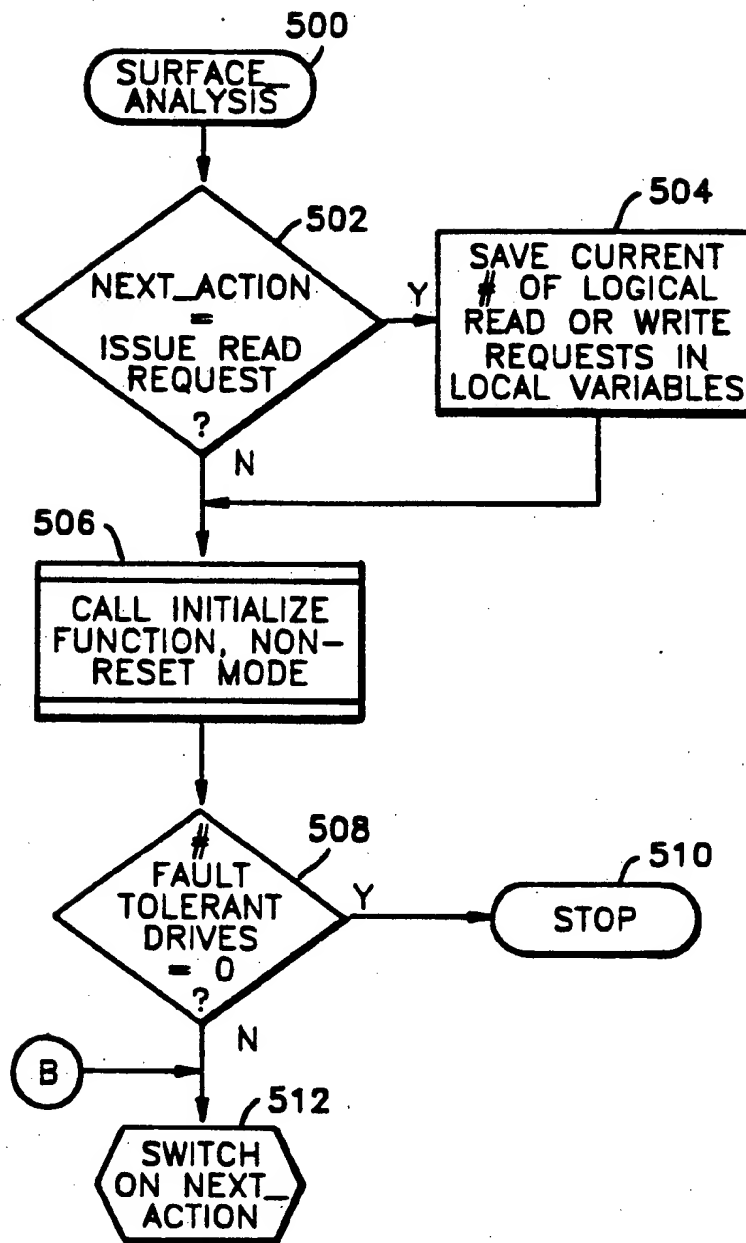 500
SURFACE_
ANALYSIS
502
NEXT_ACTION
=
ISSUE READ
REQUEST
?
Y
N
504
SAVE CURRENT
# OF LOGICAL
READ OR WRITE
REQUESTS IN
LOCAL VARIABLES
506
CALL INITIALIZE
FUNCTION, NON-
RESET MODE
508
#
FAULT
TOLERANT
DRIVES
= 0
?
Y
N
510
STOP
B
512
SWITCH
ON NEXT_
ACTION